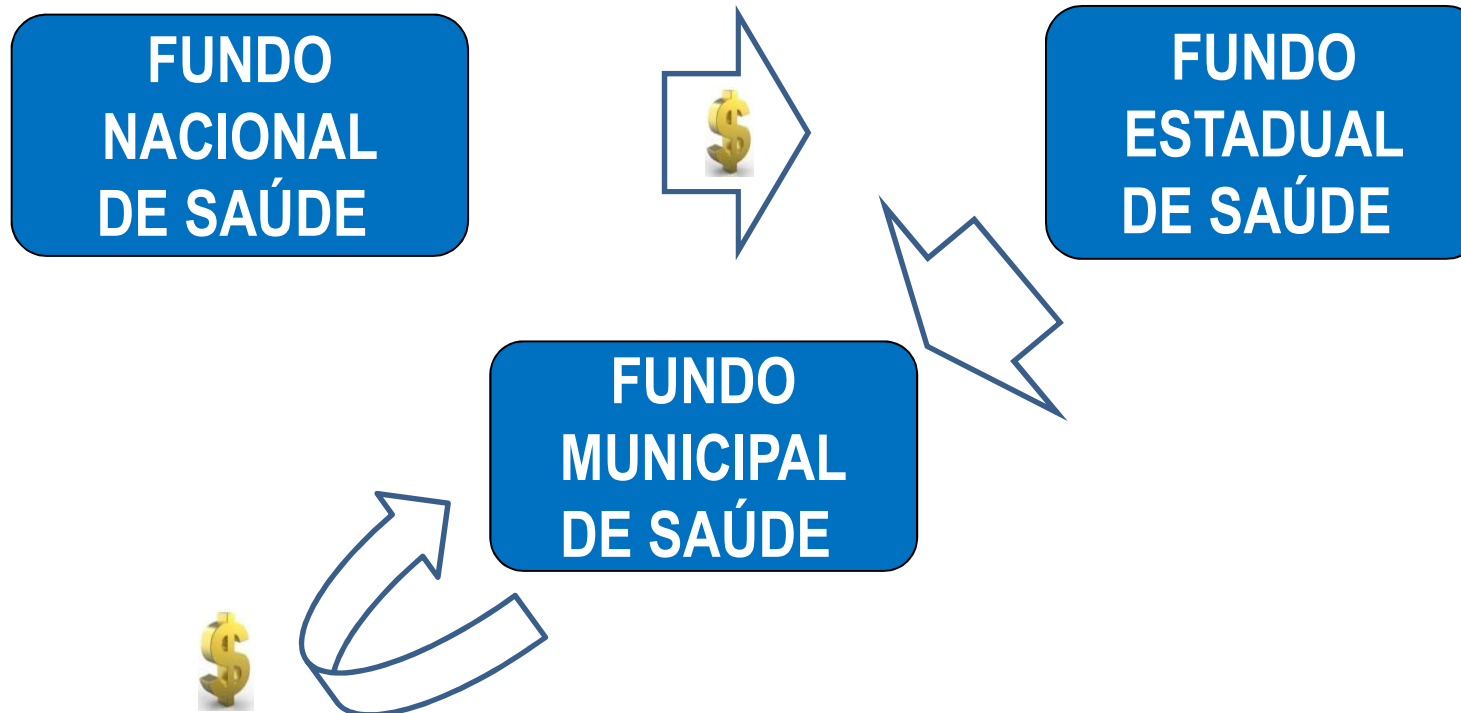 FUNDO
NACIONAL
DE SAÚDE
FUNDO
ESTADUAL
DE SAÚDE
FUNDO
MUNICIPAL
DE SAÚDE